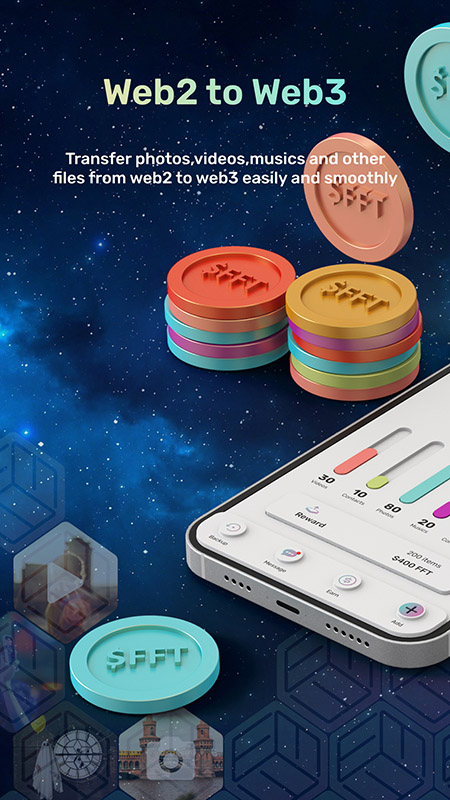 Web2 to Web3
Transfer photos,videos,musics and other
files from web2 to web3 easily and smoothly
$FFT
$FFT
$FFT
30
Videos
10
Contacts
80
Photos
20
Musics
Reward
200 items
$400 FFT
Backup
Message
Earn
Add
$FFT